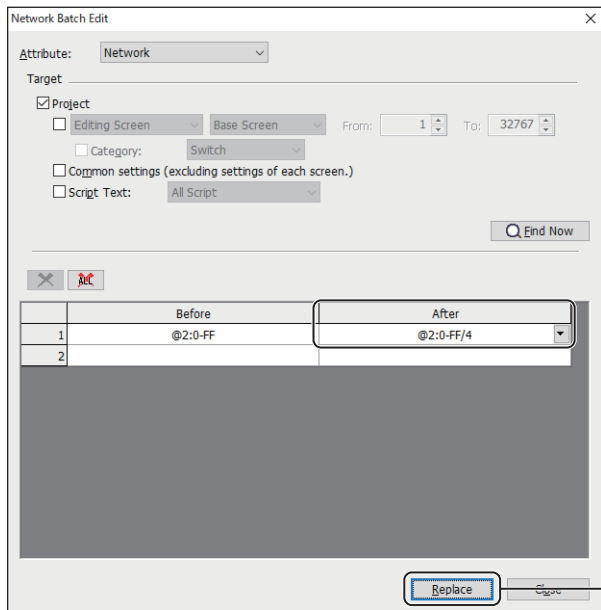 Network Batch Edit
Attribute: Network
Target
Project
Editing Screen Base Screen From: 1 To: 32767
Category: Switch
Common settings (excluding settings of each screen.)
Script Text: All Script
Find Now
ALL
Before After
1 @2:0-FF @2:0-FF/4
2
Replace Close